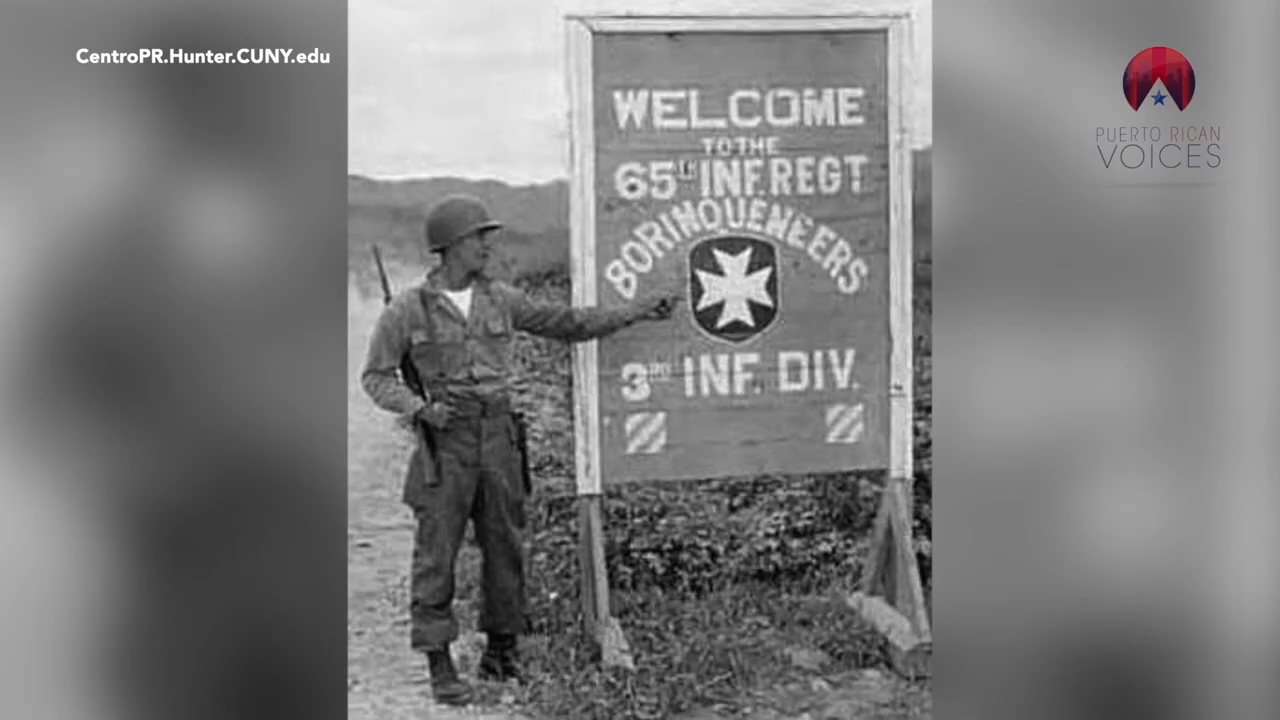 CentroPR.Hunter.CUNY.edu
PUERTO RICAN
VOICES
WELCOME
TO THE
65TH INF. REGT
BORINQUENEERS
3RD INF. DIV.